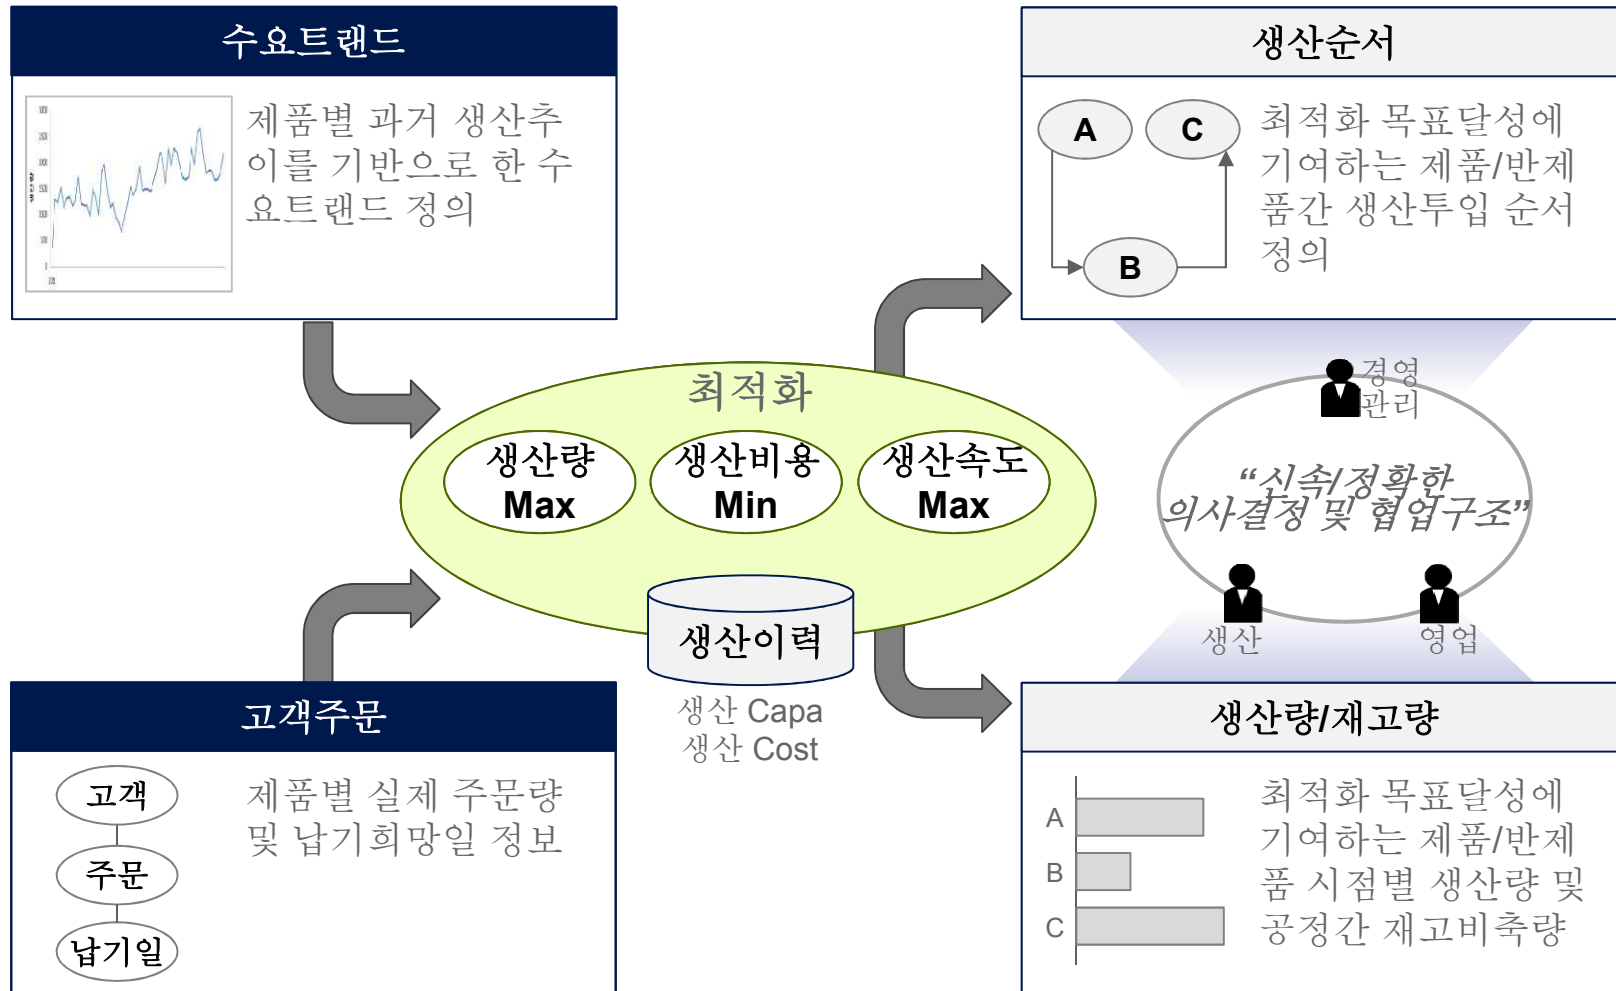 수요트랜드
생산량
0
제품별 과거 생산추
이를 기반으로 한 수
요트랜드 정의
생산순서
A
C
B
최적화 목표달성에
기여하는 제품/반제
품간 생산투입 순서
정의
최적화
생산량
Max
생산비용
Min
생산속도
Max
생산이력
생산 Capa
생산 Cost
경영
관리
“신속/정확한
의사결정 및 협업구조”
생산
영업
고객주문
고객
주문
납기일
제품별 실제 주문량
및 납기희망일 정보
생산량/재고량
A
B
C
최적화 목표달성에
기여하는 제품/반제
품 시점별 생산량 및
공정간 재고비축량